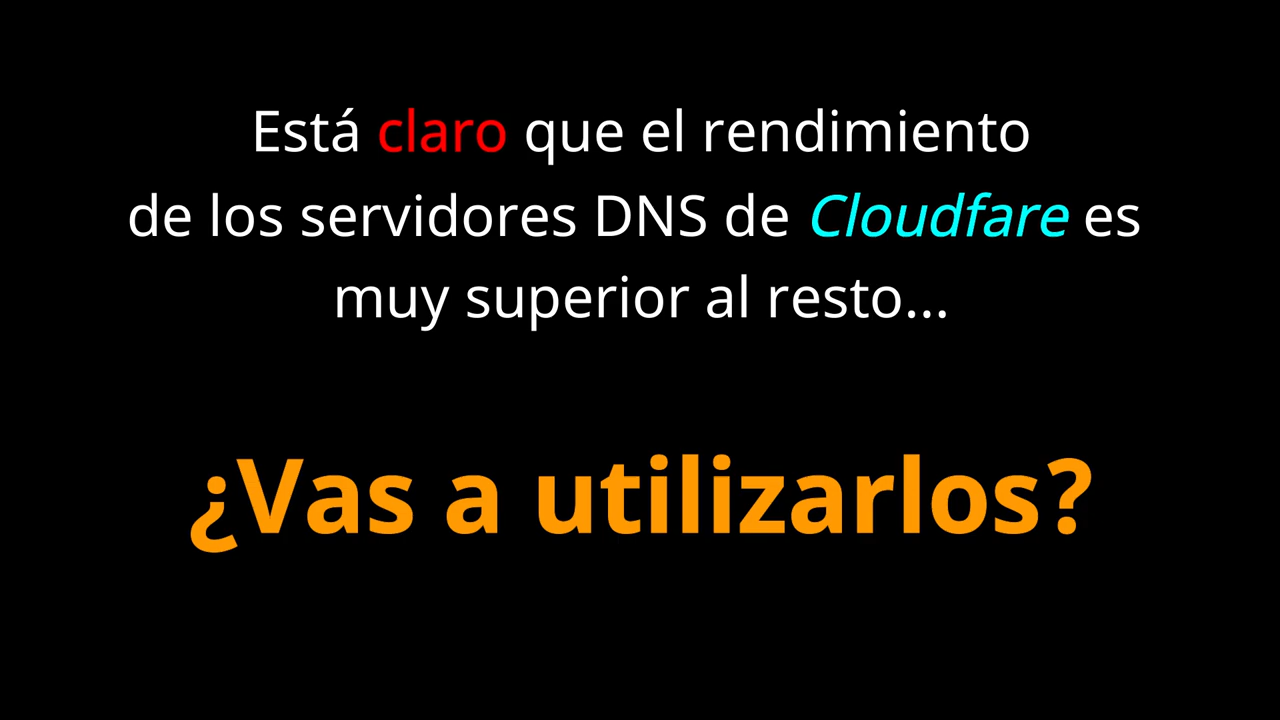 Está claro que el rendimiento
de los servidores DNS de Cloudfare es
muy superior al resto...
¿Vas a utilizarlos?